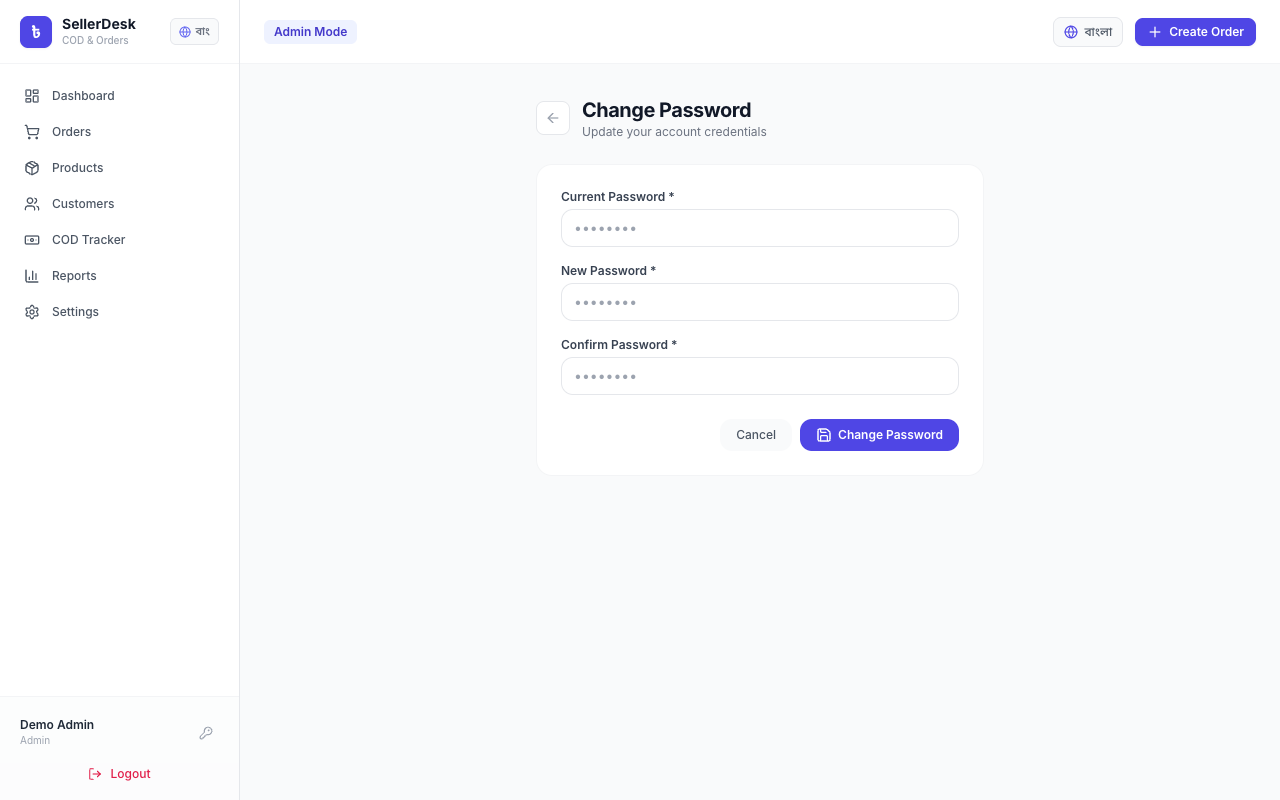 ৳
SellerDesk
COD & Orders
বাং
Admin Mode
বাংলা
Create Order
Dashboard
Orders
Products
Customers
COD Tracker
Reports
Settings
Change Password
Update your account credentials
Current Password *
••••••••
New Password *
••••••••
Confirm Password *
••••••••
Cancel
Change Password
Demo Admin
Admin
Logout